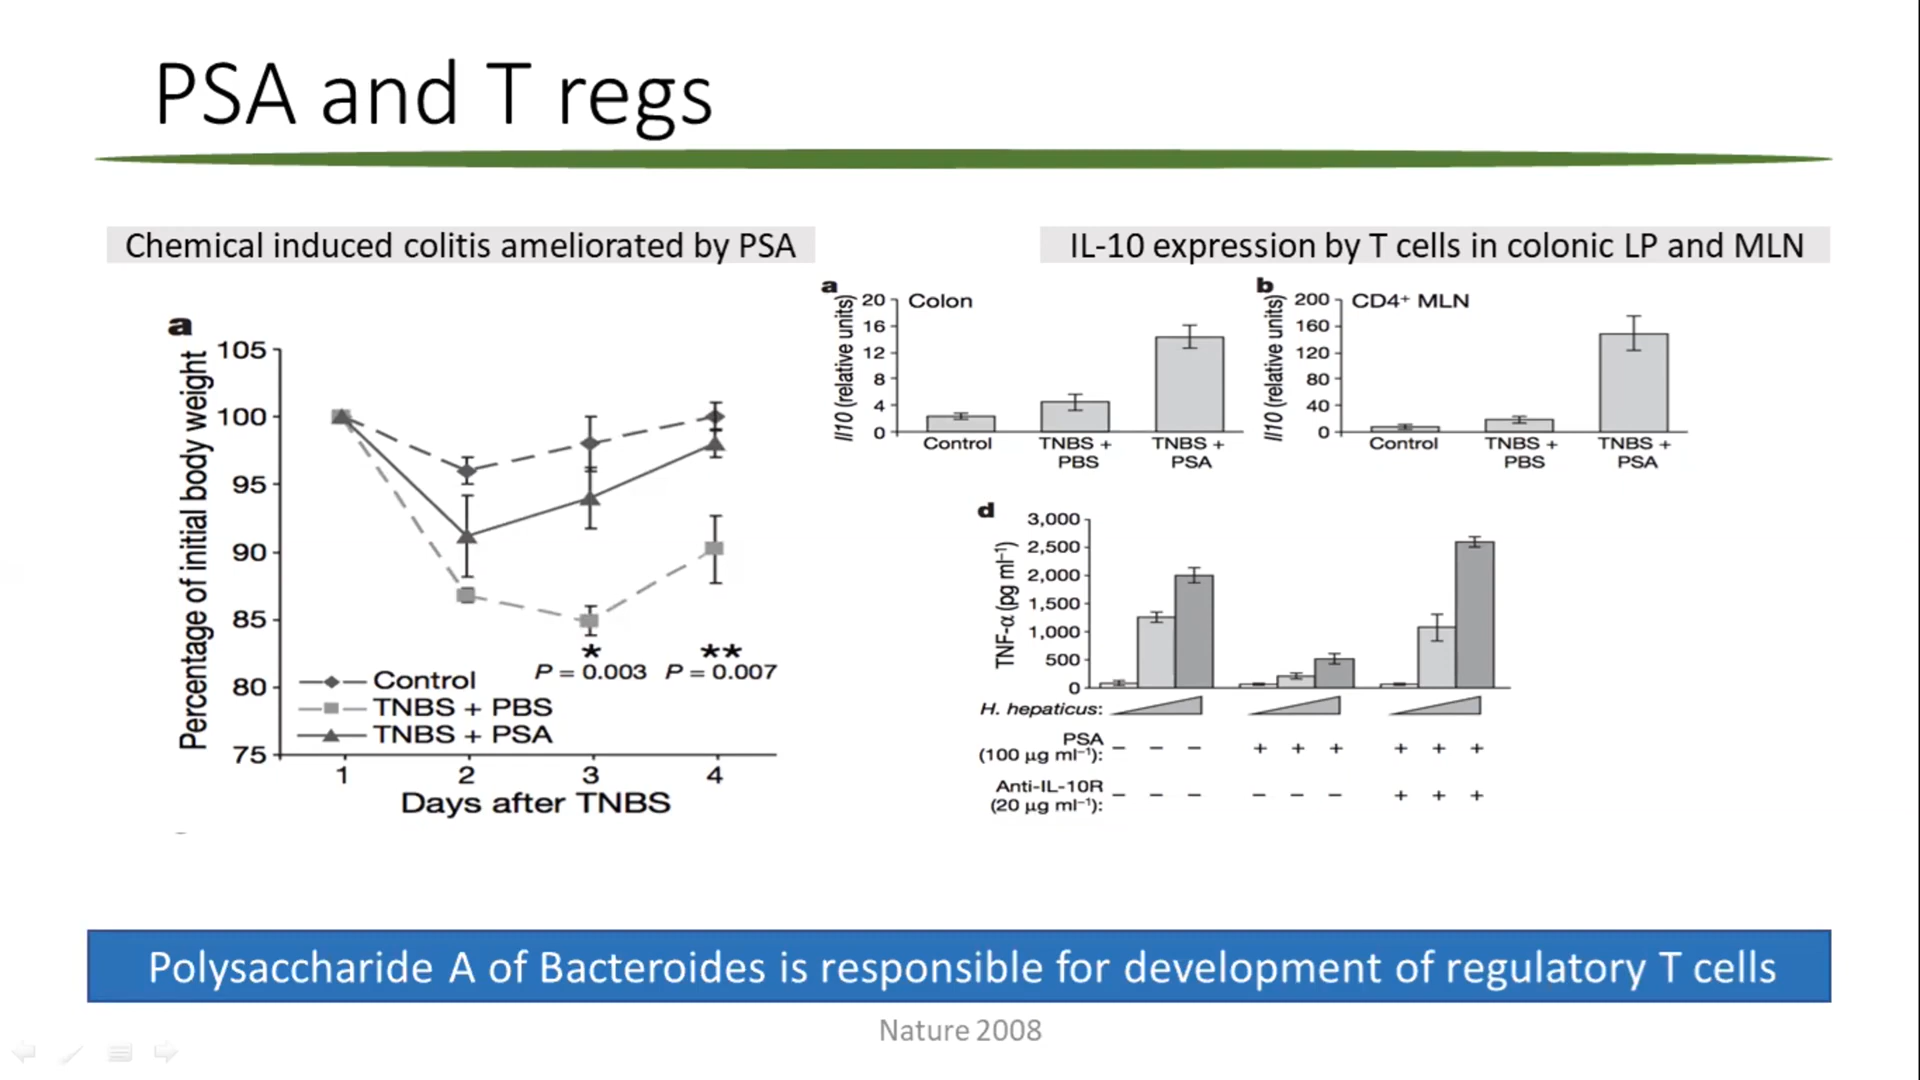 PSA and T regs
Chemical induced colitis ameliorated by PSA
a
Percentage of initial body weight
105
100
95
90
85
80
75
*
**
P = 0.003
P = 0.007
Control
TNBS + PBS
TNBS + PSA
1 2 3 4
Days after TNBS
IL-10 expression by T cells in colonic LP and MLN
a
Il10 (relative units)
20
16
12
8
4
0
Colon
Control
TNBS +
PBS
TNBS +
PSA
b
Il10 (relative units)
200
160
120
80
40
0
CD4⁺ MLN
Control
TNBS +
PBS
TNBS +
PSA
d
TNF-α (pg ml⁻¹)
3,000
2,500
2,000
1,500
1,000
500
0
H. hepaticus:
PSA
(100 µg ml⁻¹): – – – + + + + + +
Anti-IL-10R
(20 µg ml⁻¹): – – – – – – + + +
Polysaccharide A of Bacteroides is responsible for development of regulatory T cells
Nature 2008